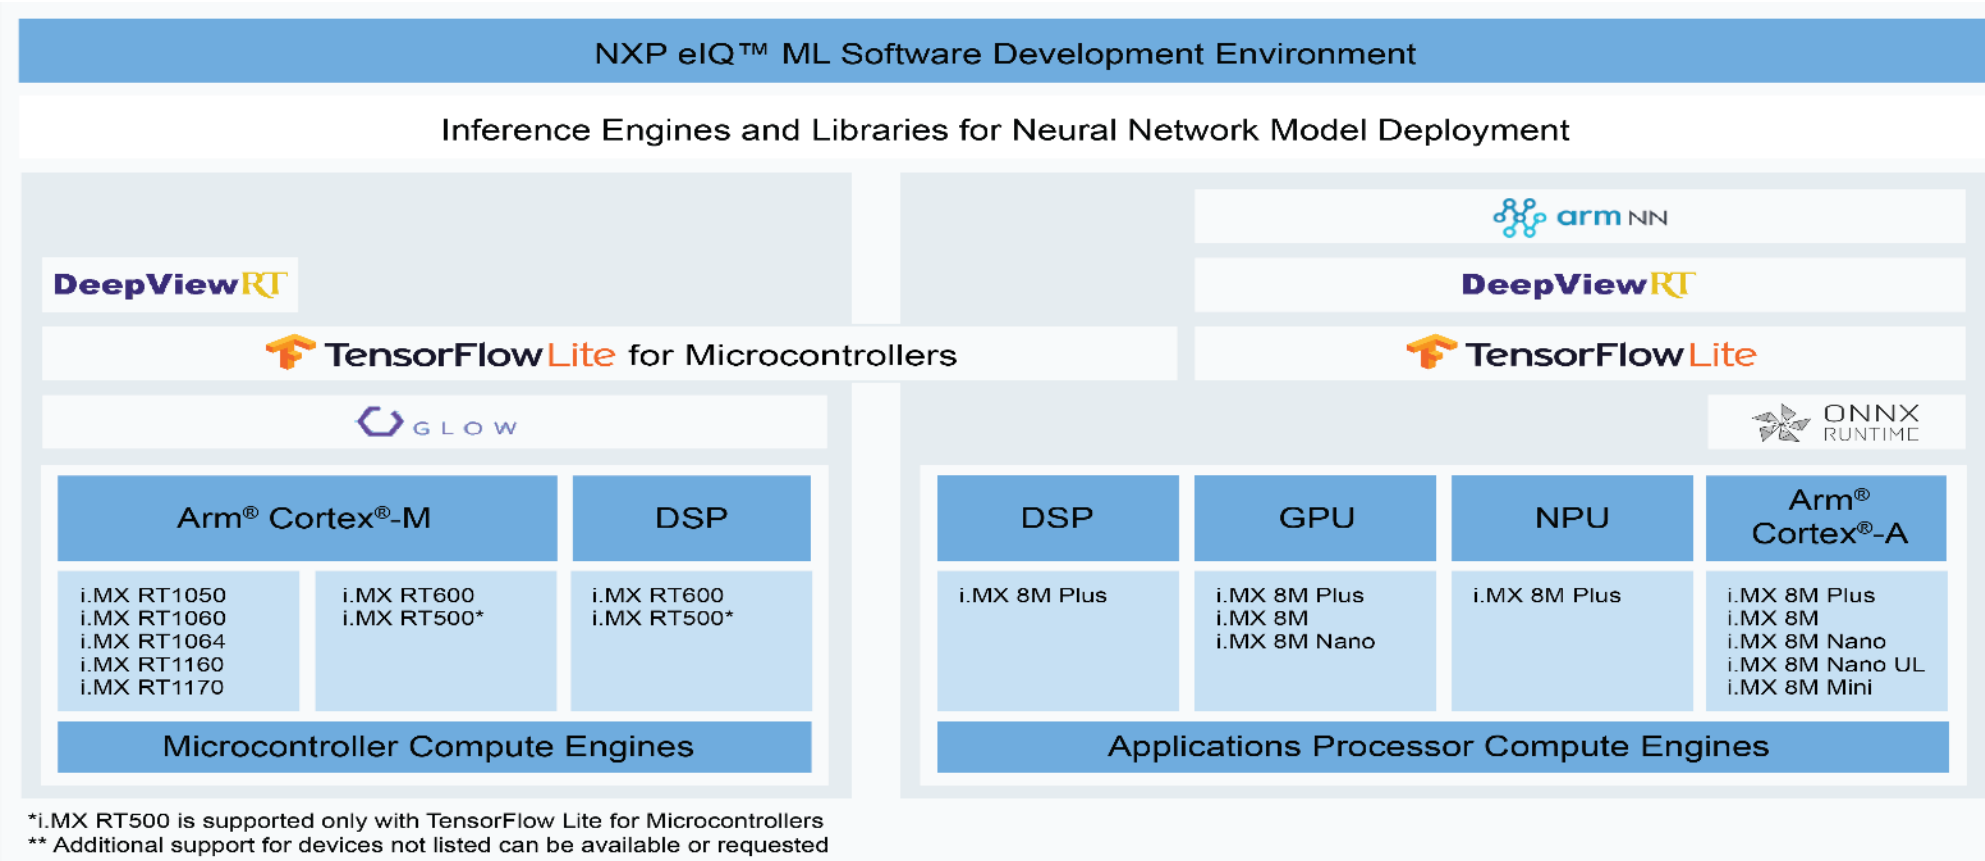 NXP eIQ™ ML Software Development Environment
Inference Engines and Libraries for Neural Network Model Deployment
arm NN
DeepViewRT
DeepViewRT
TensorFlow Lite for Microcontrollers
TensorFlow Lite
GLOW
ONNX
RUNTIME
Arm® Cortex®-M
DSP
i.MX RT1050
i.MX RT1060
i.MX RT1064
i.MX RT1160
i.MX RT1170
i.MX RT600
i.MX RT500*
i.MX RT600
i.MX RT500*
Microcontroller Compute Engines
DSP
GPU
NPU
Arm®
Cortex®-A
i.MX 8M Plus
i.MX 8M Plus
i.MX 8M
i.MX 8M Nano
i.MX 8M Plus
i.MX 8M Plus
i.MX 8M
i.MX 8M Nano
i.MX 8M Nano UL
i.MX 8M Mini
Applications Processor Compute Engines
*i.MX RT500 is supported only with TensorFlow Lite for Microcontrollers
** Additional support for devices not listed can be available or requested